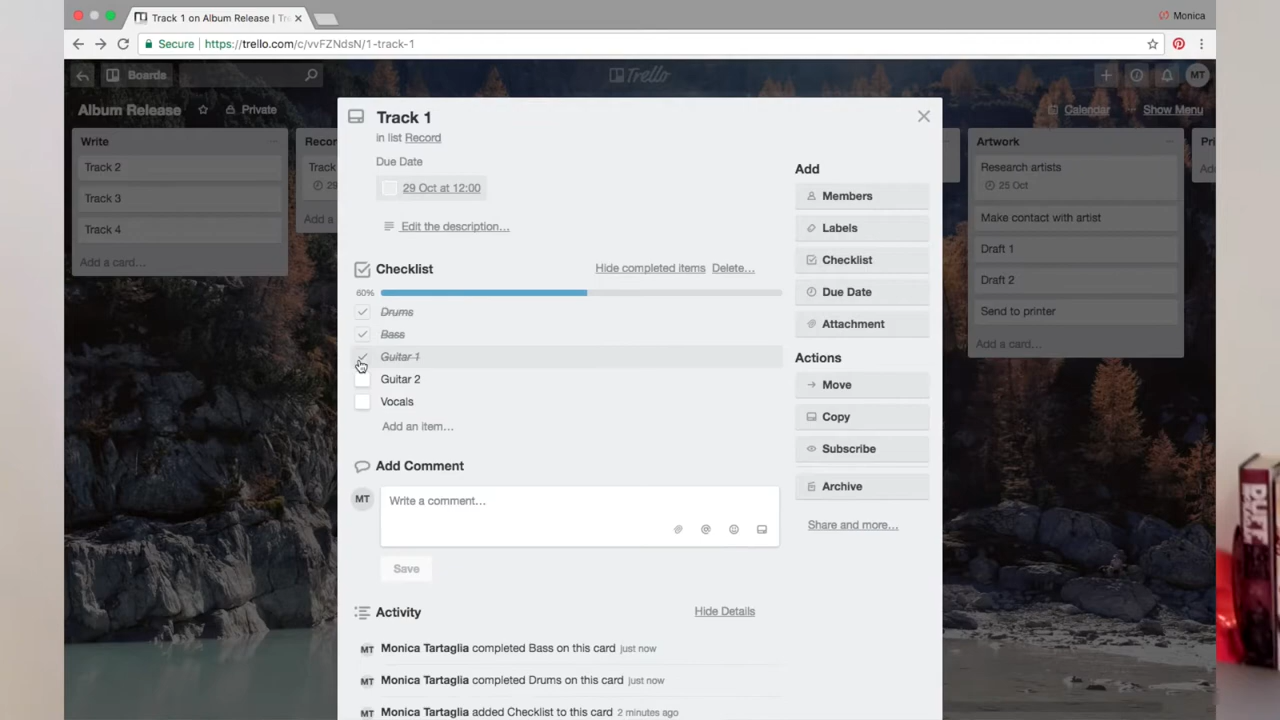 Track 1 on Album Release | Tre
Monica
Secure
https://trello.com/c/vvFZNdsN/1-track-1
Boards
Trello
MT
Album Release
Private
Calendar
Show Menu
Write
Track 2
Track 3
Track 4
Add a card…
Track
29
Add a
Track 1
in list Record
Due Date
29 Oct at 12:00
Edit the description…
Checklist
Hide completed items
Delete…
60%
Drums
Bass
Guitar 1
Guitar 2
Vocals
Add an item…
Add Comment
MT
Write a comment…
Save
Activity
Hide Details
MT
Monica Tartaglia completed Bass on this card just now
MT
Monica Tartaglia completed Drums on this card just now
MT
Monica Tartaglia added Checklist to this card 2 minutes ago
Add
Members
Labels
Checklist
Due Date
Attachment
Actions
Move
Copy
Subscribe
Archive
Share and more…
Artwork
Research artists
25 Oct
Make contact with artist
Draft 1
Draft 2
Send to printer
Add a card…